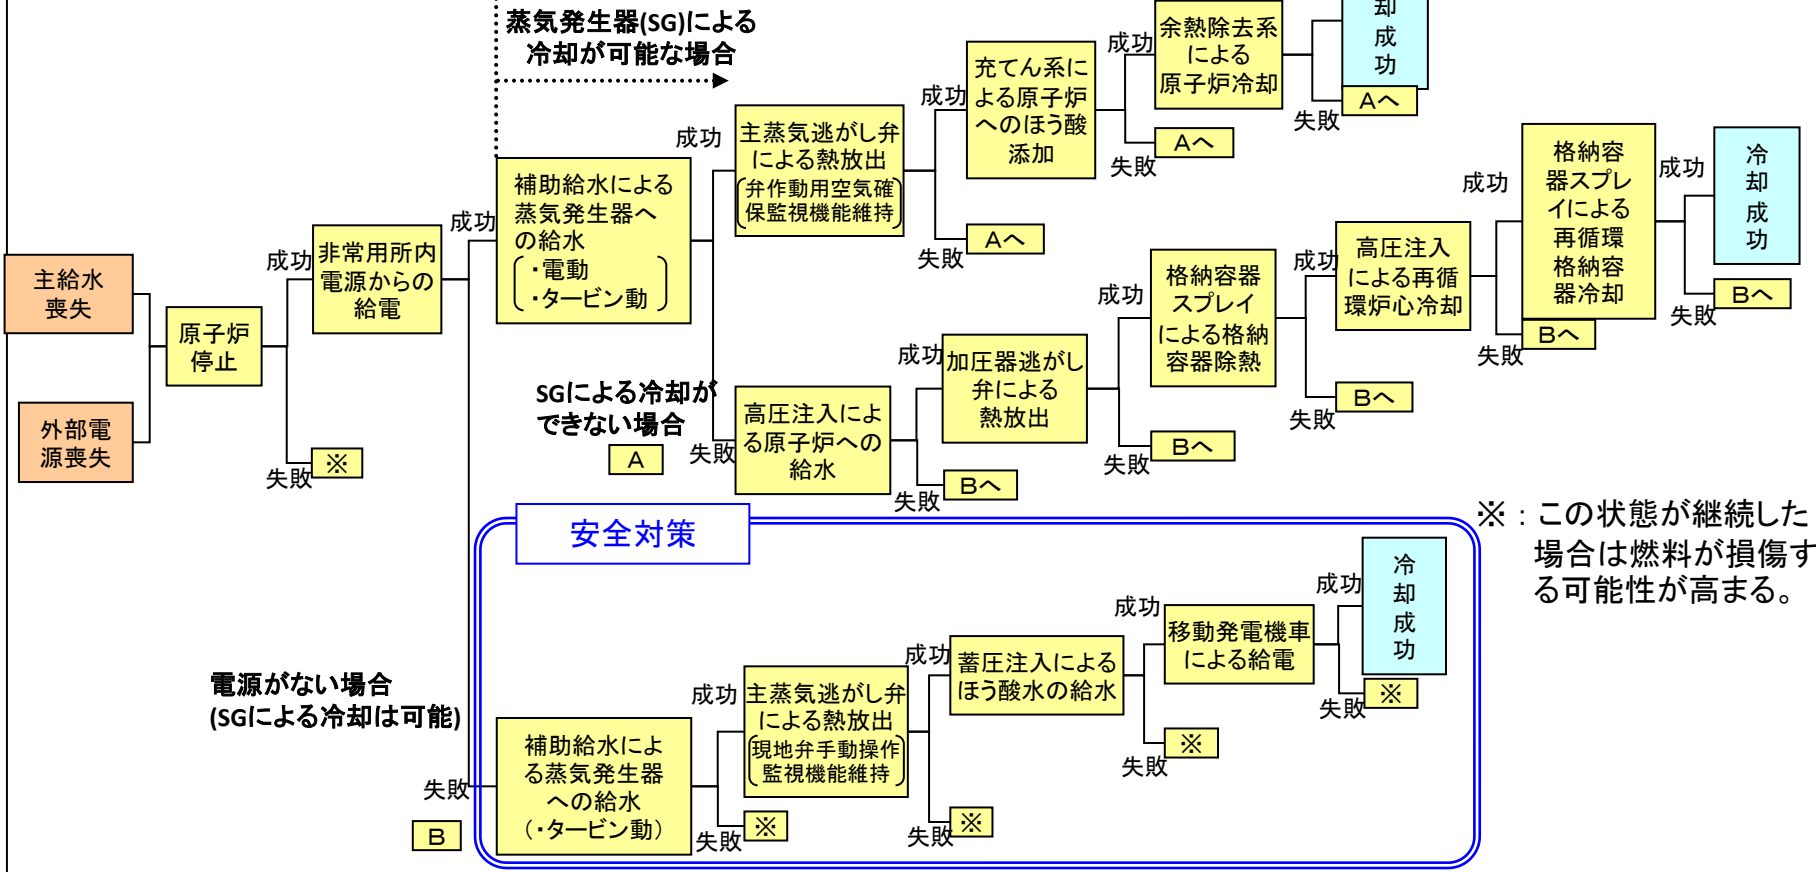 蒸気発生器(SG)による
冷却が可能な場合
主給水
喪失
外部電
源喪失
原子炉
停止
成功
失敗
※
非常用所内
電源からの
給電
成功
失敗
補助給水による
蒸気発生器へ
の給水
・電動
・タービン動
成功
失敗
主蒸気逃がし弁
による熱放出
弁作動用空気確
保監視機能維持
成功
失敗
Aへ
充てん系に
よる原子炉
へのほう酸
添加
成功
失敗
Aへ
余熱除去系
による
原子炉冷却
成功
失敗
Aへ
却
成
功
SGによる冷却が
できない場合
A
高圧注入によ
る原子炉への
給水
成功
失敗
Bへ
加圧器逃がし
弁による
熱放出
成功
失敗
Bへ
格納容器
スプレイ
による格納
容器除熱
成功
失敗
Bへ
高圧注入
による再循
環炉心冷却
成功
失敗
Bへ
格納容
器スプレ
イによる
再循環
格納容
器冷却
成功
失敗
Bへ
冷
却
成
功
※：この状態が継続した
場合は燃料が損傷す
る可能性が高まる。
安全対策
電源がない場合
(SGによる冷却は可能)
B
補助給水によ
る蒸気発生器
への給水
（・タービン動）
成功
失敗
※
主蒸気逃がし弁
による熱放出
現地弁手動操作
監視機能維持
成功
失敗
※
蓄圧注入による
ほう酸水の給水
成功
失敗
※
移動発電機車
による給電
成功
失敗
※
冷
却
成
功